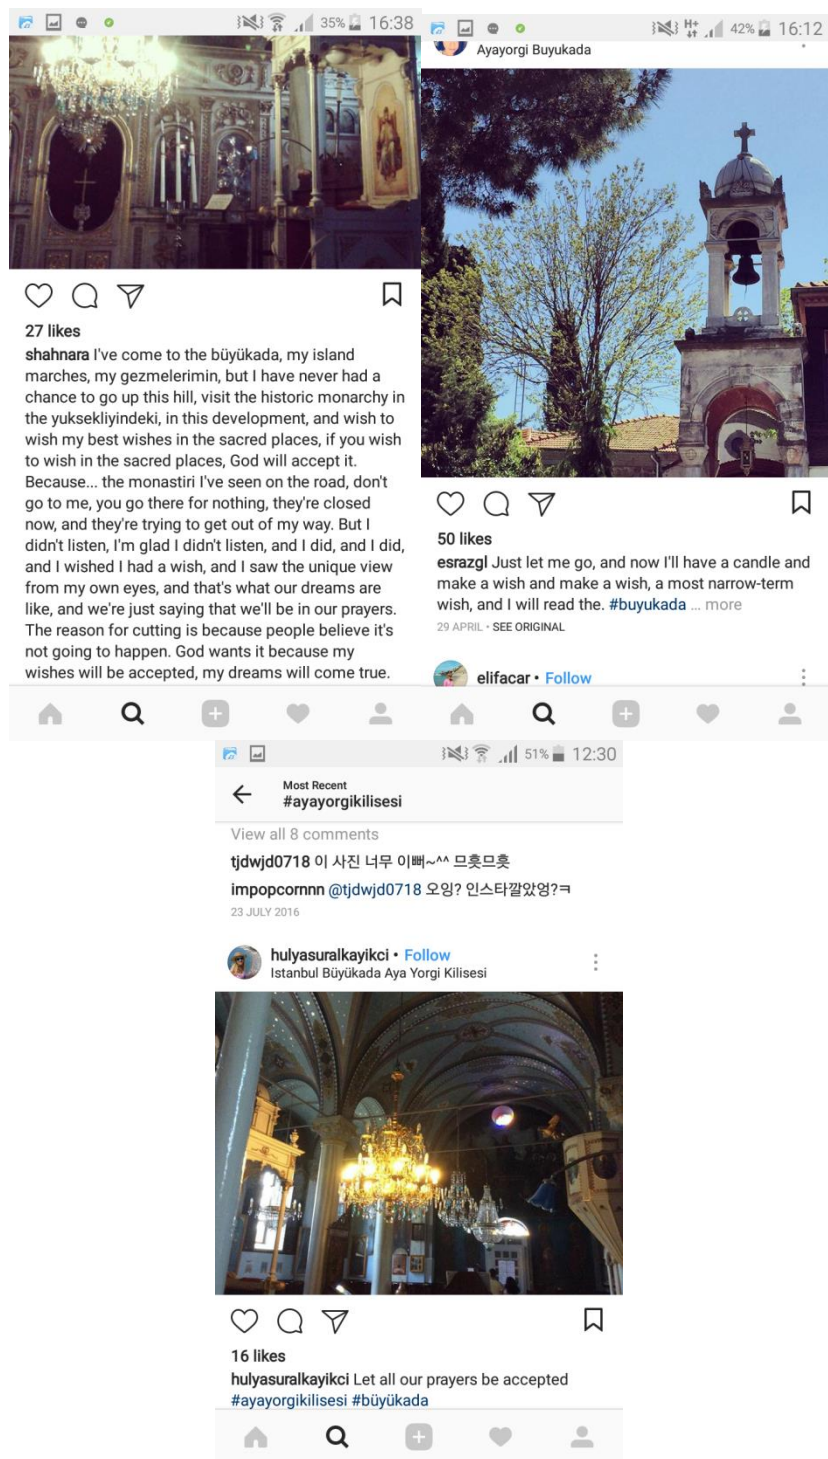 35% 16:38
27 likes
shahnara I've come to the büyükada, my island
marches, my gezmelerimin, but I have never had a
chance to go up this hill, visit the historic monarchy in
the yuksekliyindeki, in this development, and wish to
wish my best wishes in the sacred places, if you wish
to wish in the sacred places, God will accept it.
Because... the monastiri I've seen on the road, don't
go to me, you go there for nothing, they're closed
now, and they're trying to get out of my way. But I
didn't listen, I'm glad I didn't listen, and I did, and I did,
and I wished I had a wish, and I saw the unique view
from my own eyes, and that's what our dreams are
like, and we're just saying that we'll be in our prayers.
The reason for cutting is because people believe it's
not going to happen. God wants it because my
wishes will be accepted, my dreams will come true.
H+ 42% 16:12
Ayayorgi Buyukada
50 likes
esrazgl Just let me go, and now I'll have a candle and
make a wish and make a wish, a most narrow-term
wish, and I will read the. #buyukada ... more
29 APRIL • SEE ORIGINAL
elifacar • Follow
51% 12:30
Most Recent
#ayayorgikilisesi
View all 8 comments
tjdwjd0718 이 사진 너무 이뻐~^^ 므흣므흣
impopcornnn @tjdwjd0718 오잉? 인스타깔았엉?ㅋ
23 JULY 2016
hulyasuralkayikci • Follow
Istanbul Büyükada Aya Yorgi Kilisesi
16 likes
hulyasuralkayikci Let all our prayers be accepted
#ayayorgikilisesi #büyükada